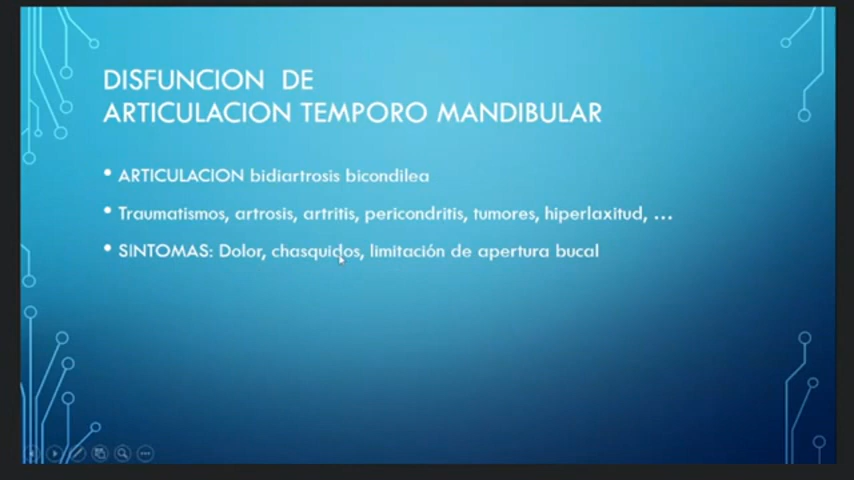 DISFUNCION DE
ARTICULACION TEMPORO MANDIBULAR
• ARTICULACION bidiartrosis bicondilea
• Traumatismos, artrosis, artritis, pericondritis, tumores, hiperlaxitud, ...
• SINTOMAS: Dolor, chasquidos, limitación de apertura bucal